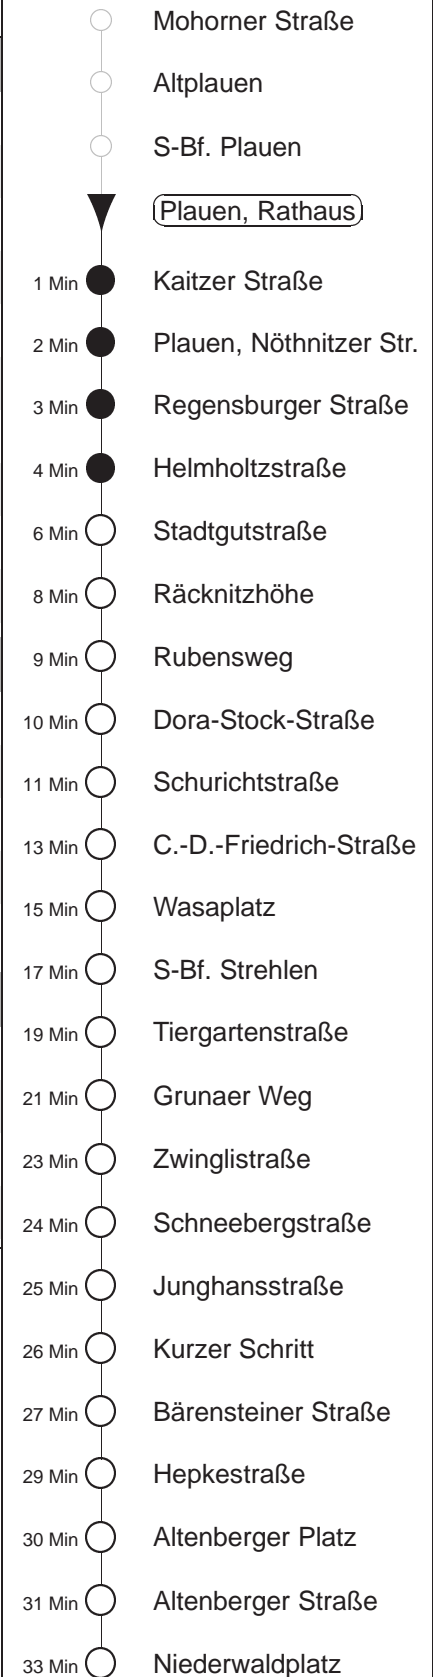 Mohorner Straße
Altplauen
S-Bf. Plauen
Plauen, Rathaus
1 Min Kaitzer Straße
2 Min Plauen, Nöthnitzer Str.
3 Min Regensburger Straße
4 Min Helmholtzstraße
6 Min Stadtgutstraße
8 Min Räcknitzhöhe
9 Min Rubensweg
10 Min Dora-Stock-Straße
11 Min Schurichtstraße
13 Min C.-D.-Friedrich-Straße
15 Min Wasaplatz
17 Min S-Bf. Strehlen
19 Min Tiergartenstraße
21 Min Grunaer Weg
23 Min Zwinglistraße
24 Min Schneebergstraße
25 Min Junghansstraße
26 Min Kurzer Schritt
27 Min Bärensteiner Straße
29 Min Hepkestraße
30 Min Altenberger Platz
31 Min Altenberger Straße
33 Min Niederwaldplatz